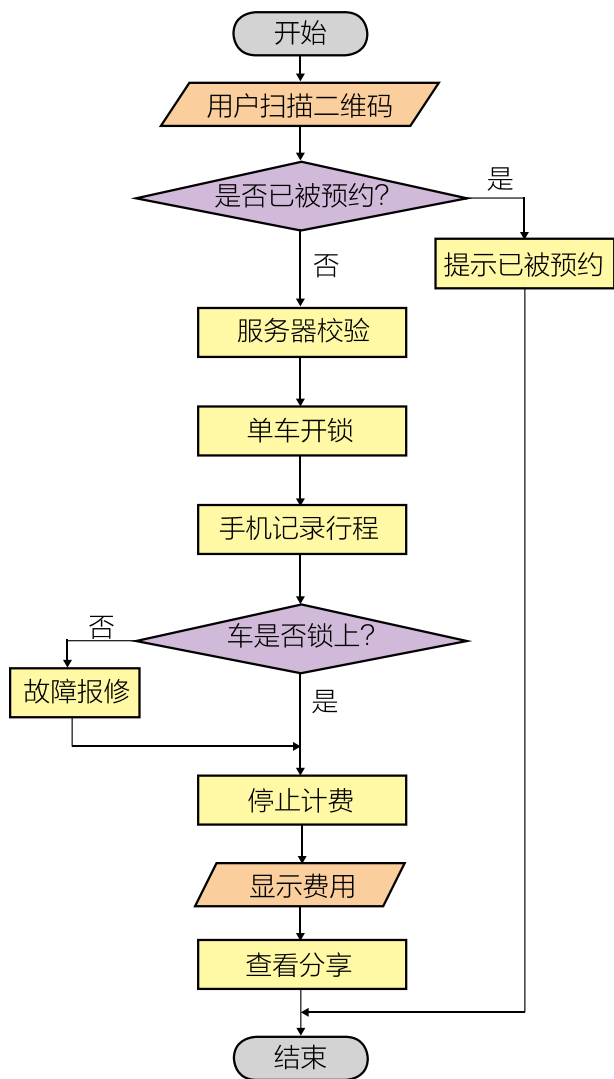 开始
用户扫描二维码
是否已被预约?
是
提示已被预约
否
服务器校验
单车开锁
手机记录行程
车是否锁上?
否
故障报修
是
停止计费
显示费用
查看分享
结束